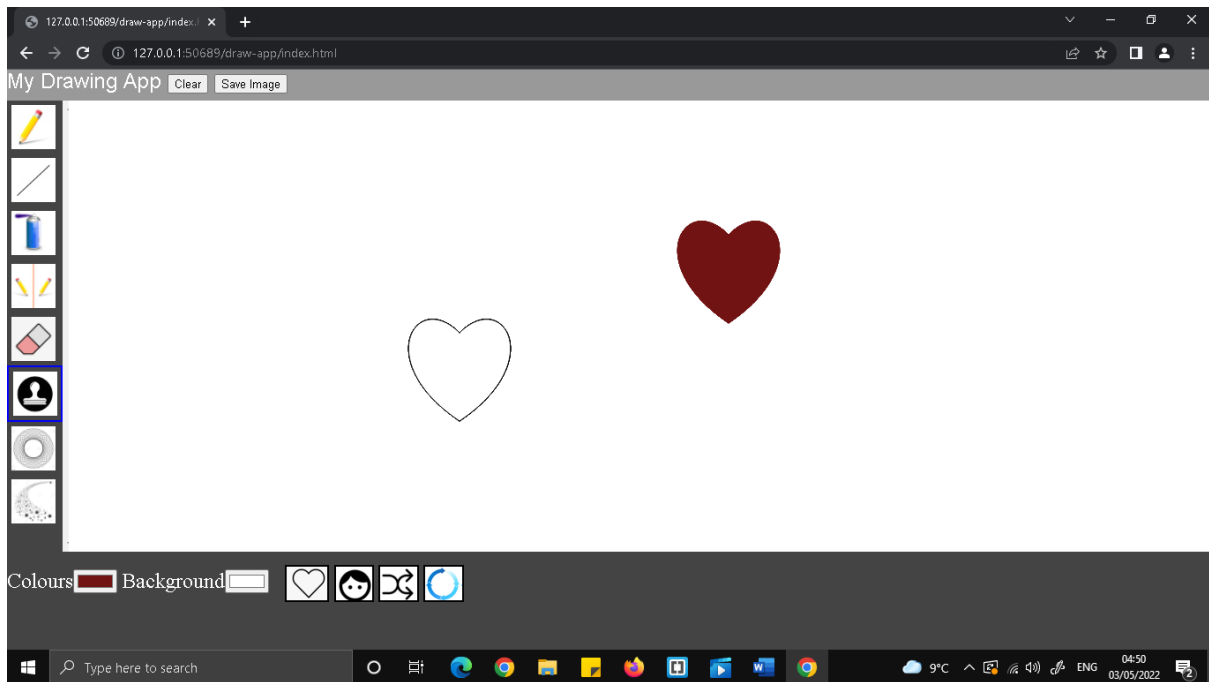 127.0.0.1:50689/draw-app/index.
127.0.0.1:50689/draw-app/index.html
My Drawing App Clear Save Image
Colours Background
Type here to search
9°C ENG 04:50
03/05/2022
2